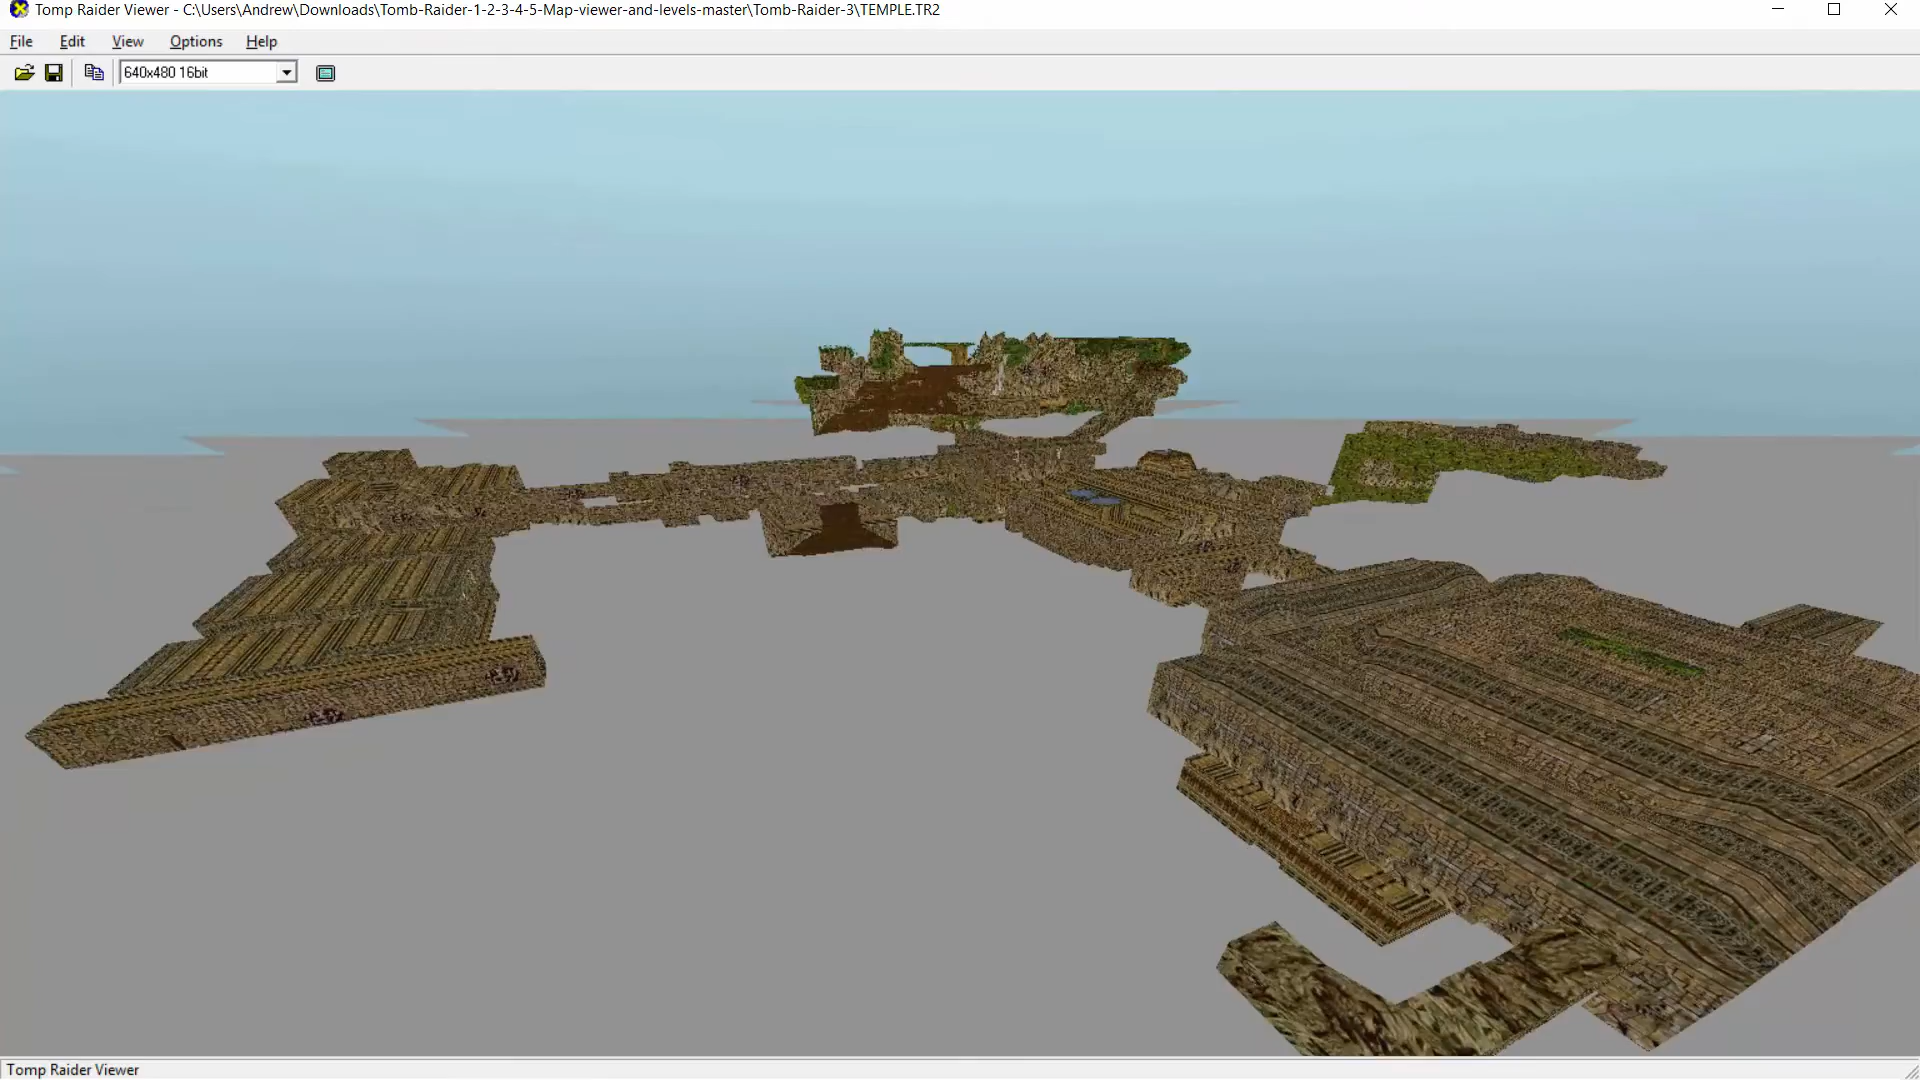 Tomp Raider Viewer - C:\Users\Andrew\Downloads\Tomb-Raider-1-2-3-4-5-Map-viewer-and-levels-master\Tomb-Raider-3\TEMPLE.TR2
File Edit View Options Help
640x480 16bit
Tomp Raider Viewer